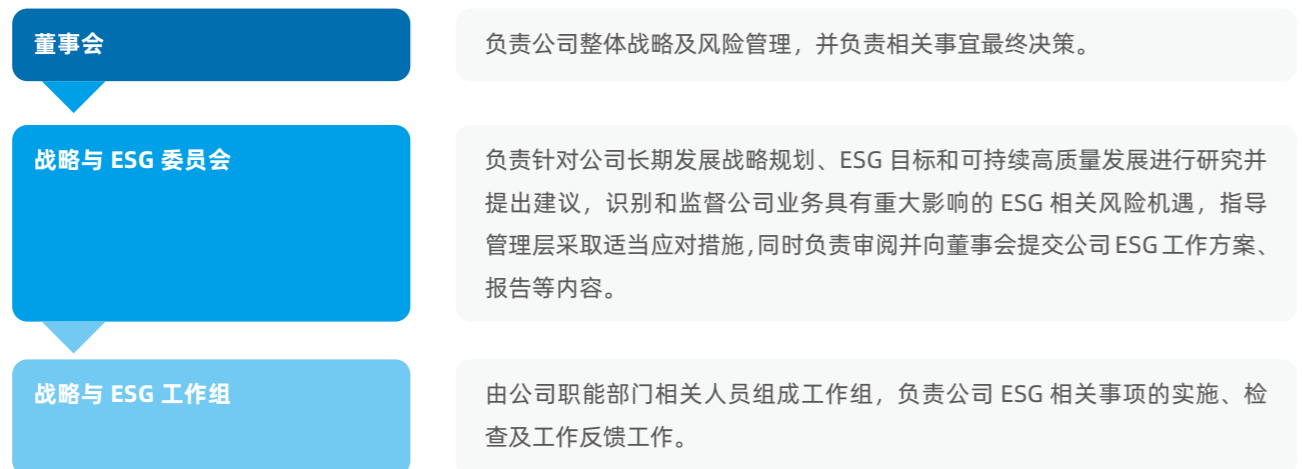 董事会
负责公司整体战略及风险管理，并负责相关事宜最终决策。
战略与 ESG 委员会
负责针对公司长期发展战略规划、ESG 目标和可持续高质量发展进行研究并
提出建议，识别和监督公司业务具有重大影响的 ESG 相关风险机遇，指导
管理层采取适当应对措施，同时负责审阅并向董事会提交公司 ESG 工作方案、
报告等内容。
战略与 ESG 工作组
由公司职能部门相关人员组成工作组，负责公司 ESG 相关事项的实施、检
查及工作反馈工作。